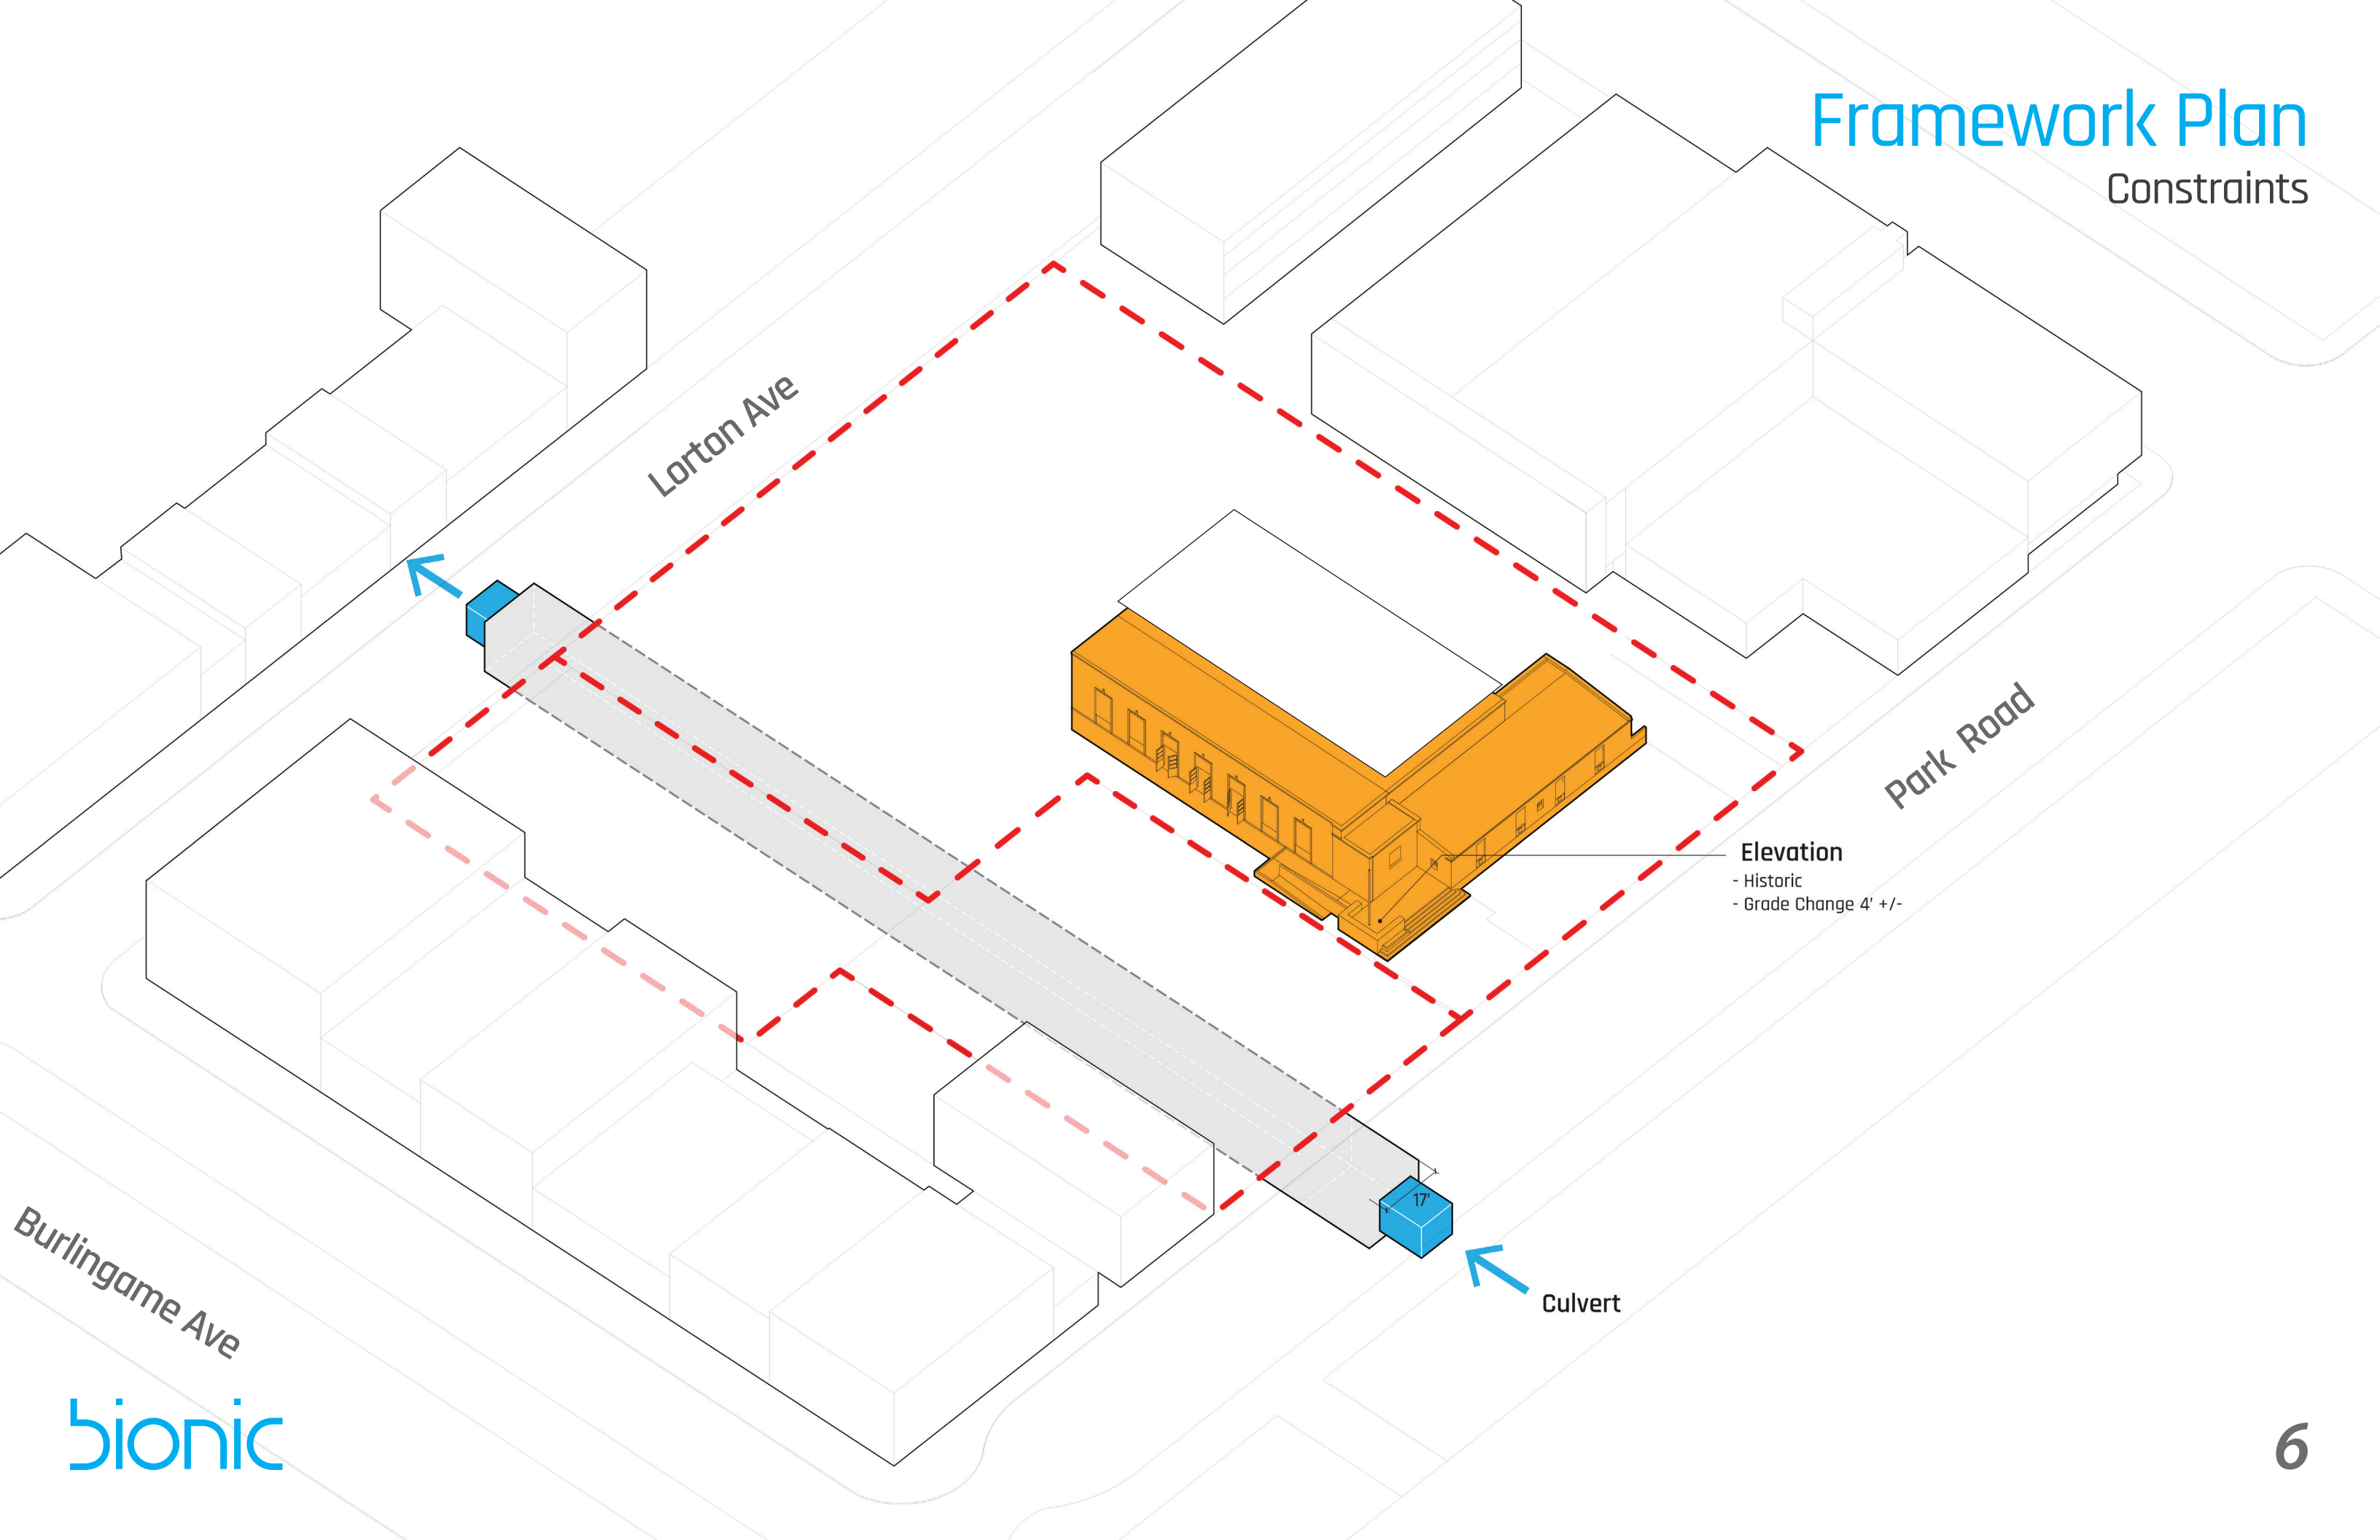 Framework Plan
Constraints
Lorton Ave
Park Road
Elevation
- Historic
- Grade Change 4' +/-
17'
Culvert
Burlingame Ave
bionic
6